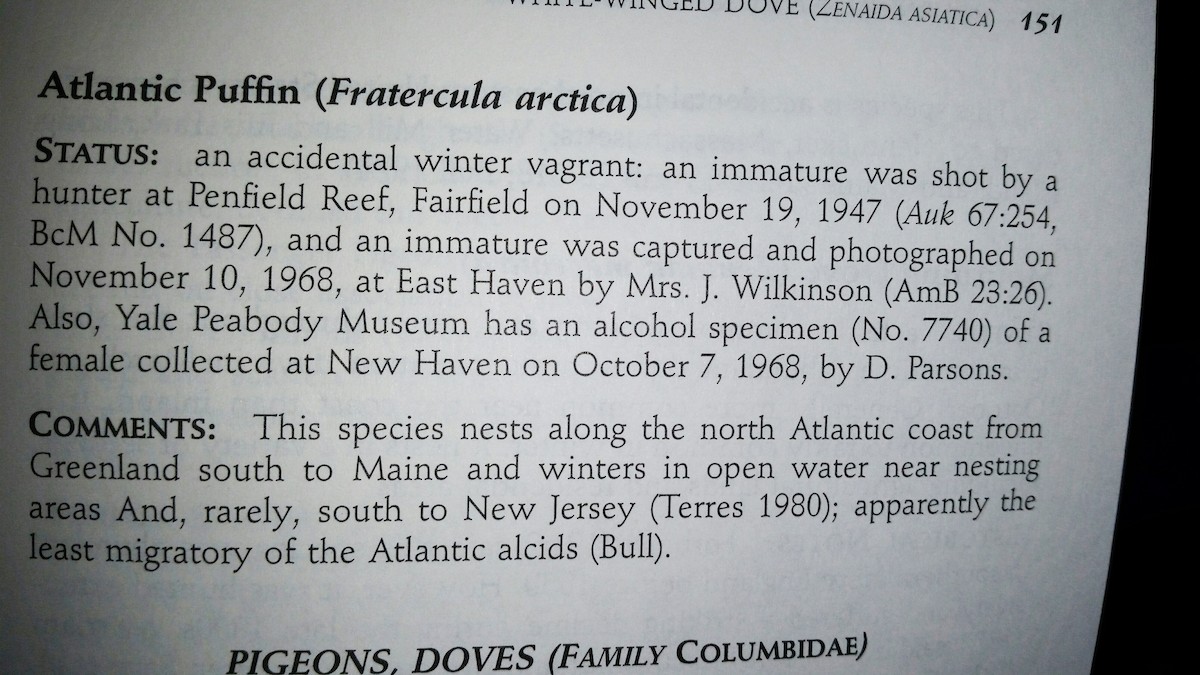 WHITE-WINGED DOVE (ZENAIDA ASIATICA) 151
Atlantic Puffin (Fratercula arctica)
STATUS: an accidental winter vagrant: an immature was shot by a
hunter at Penfield Reef, Fairfield on November 19, 1947 (Auk 67:254,
BcM No. 1487), and an immature was captured and photographed on
November 10, 1968, at East Haven by Mrs. J. Wilkinson (AmB 23:26).
Also, Yale Peabody Museum has an alcohol specimen (No. 7740) of a
female collected at New Haven on October 7, 1968, by D. Parsons.
COMMENTS: This species nests along the north Atlantic coast from
Greenland south to Maine and winters in open water near nesting
areas And, rarely, south to New Jersey (Terres 1980); apparently the
least migratory of the Atlantic alcids (Bull).
PIGEONS, DOVES (FAMILY COLUMBIDAE)